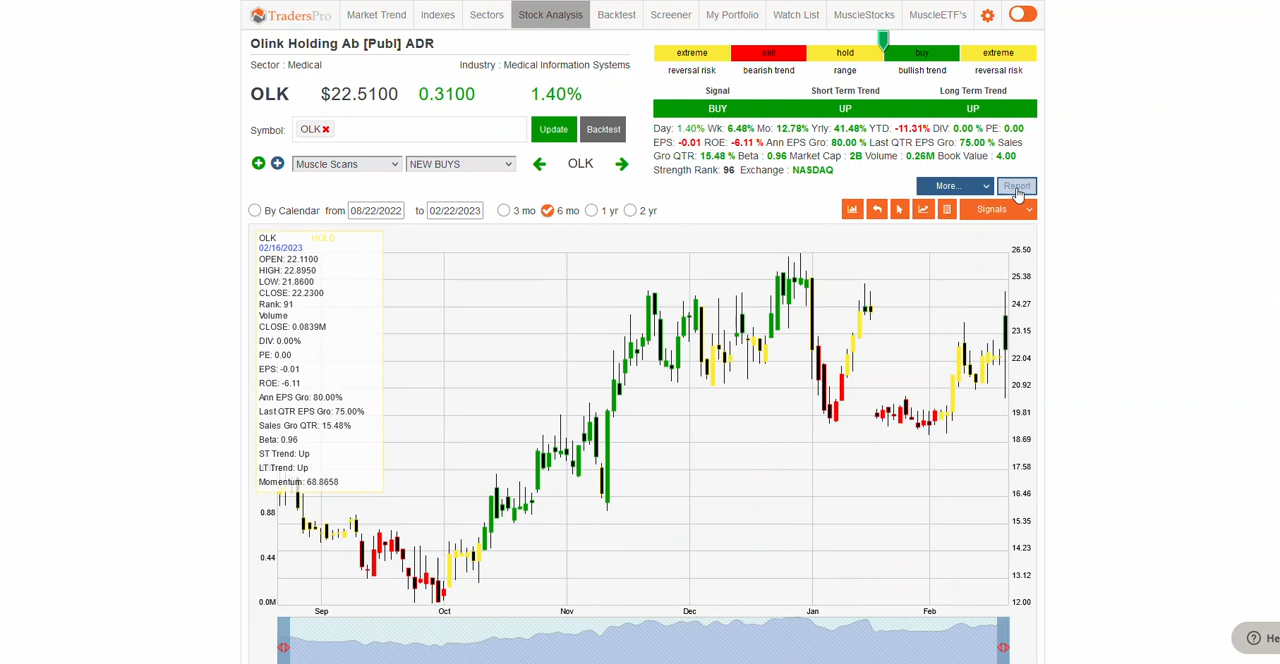 TradersPro Market Trend Indexes Sectors Stock Analysis Backtest Screener My Portfolio Watch List MuscleStocks MuscleETF's
Olink Holding Ab [Publ] ADR
Sector : Medical Industry : Medical Information Systems
OLK $22.5100 0.3100 1.40%
Symbol: OLK Update Backtest
Muscle Scans NEW BUYS OLK
extreme sell hold buy extreme
reversal risk bearish trend range bullish trend reversal risk
Signal Short Term Trend Long Term Trend
BUY UP UP
Day: 1.40% Wk: 6.48% Mo: 12.78% Yrly: 41.48% YTD: -11.31% DIV: 0.00 % PE: 0.00
EPS: -0.01 ROE: -6.11 % Ann EPS Gro: 80.00 % Last QTR EPS Gro: 75.00 % Sales
Gro QTR: 15.48 % Beta : 0.96 Market Cap : 2B Volume : 0.26M Book Value : 4.00
Strength Rank: 96 Exchange : NASDAQ
More... Report
By Calendar from 08/22/2022 to 02/22/2023 3 mo 6 mo 1 yr 2 yr Signals
OLK HOLD
02/16/2023
OPEN: 22.1100
HIGH: 22.8950
LOW: 21.8600
CLOSE: 22.2300
Rank: 91
Volume
CLOSE: 0.0839M
DIV: 0.00%
PE: 0.00
EPS: -0.01
ROE: -6.11
Ann EPS Gro: 80.00%
Last QTR EPS Gro: 75.00%
Sales Gro QTR: 15.48%
Beta: 0.96
ST Trend: Up
LT Trend: Up
Momentum: 68.8658
0.88
0.44
0.0M
26.50
25.38
24.27
23.15
22.04
20.92
19.81
18.69
17.58
16.46
15.35
14.23
13.12
12.00
Sep Oct Nov Dec Jan Feb
He